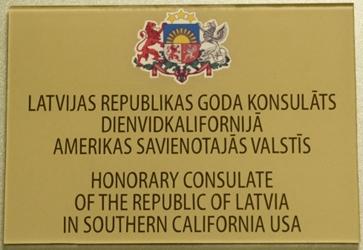 LATVIJAS REPUBLIKAS GODA KONSULĀTS
DIENVIDKALIFORNIJĀ
AMERIKAS SAVIENOTAJĀS VALSTĪS
HONORARY CONSULATE
OF THE REPUBLIC OF LATVIA
IN SOUTHERN CALIFORNIA USA